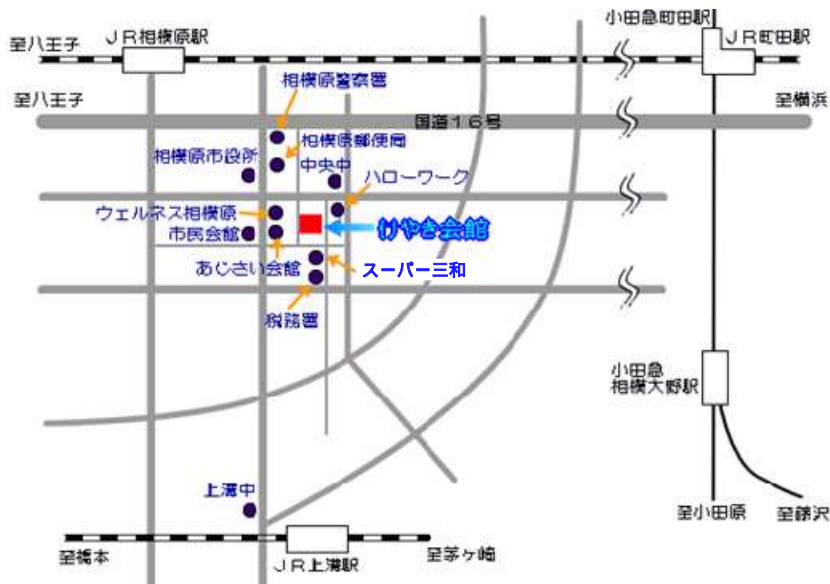 小田急町田駅
JR相模原駅
JR町田駅
至八王子
相模原警察署
至八王子
至横浜
国道16号
相模原郵便局
相模原市役所
中央中
ハローワーク
ウェルネス相模原
市民会館
けやき会館
あじさい会館
スーパー三和
税務署
小田急
相模大野駅
上溝中
至小田原
至藤沢
至橋本
JR上溝駅
至茅ヶ崎